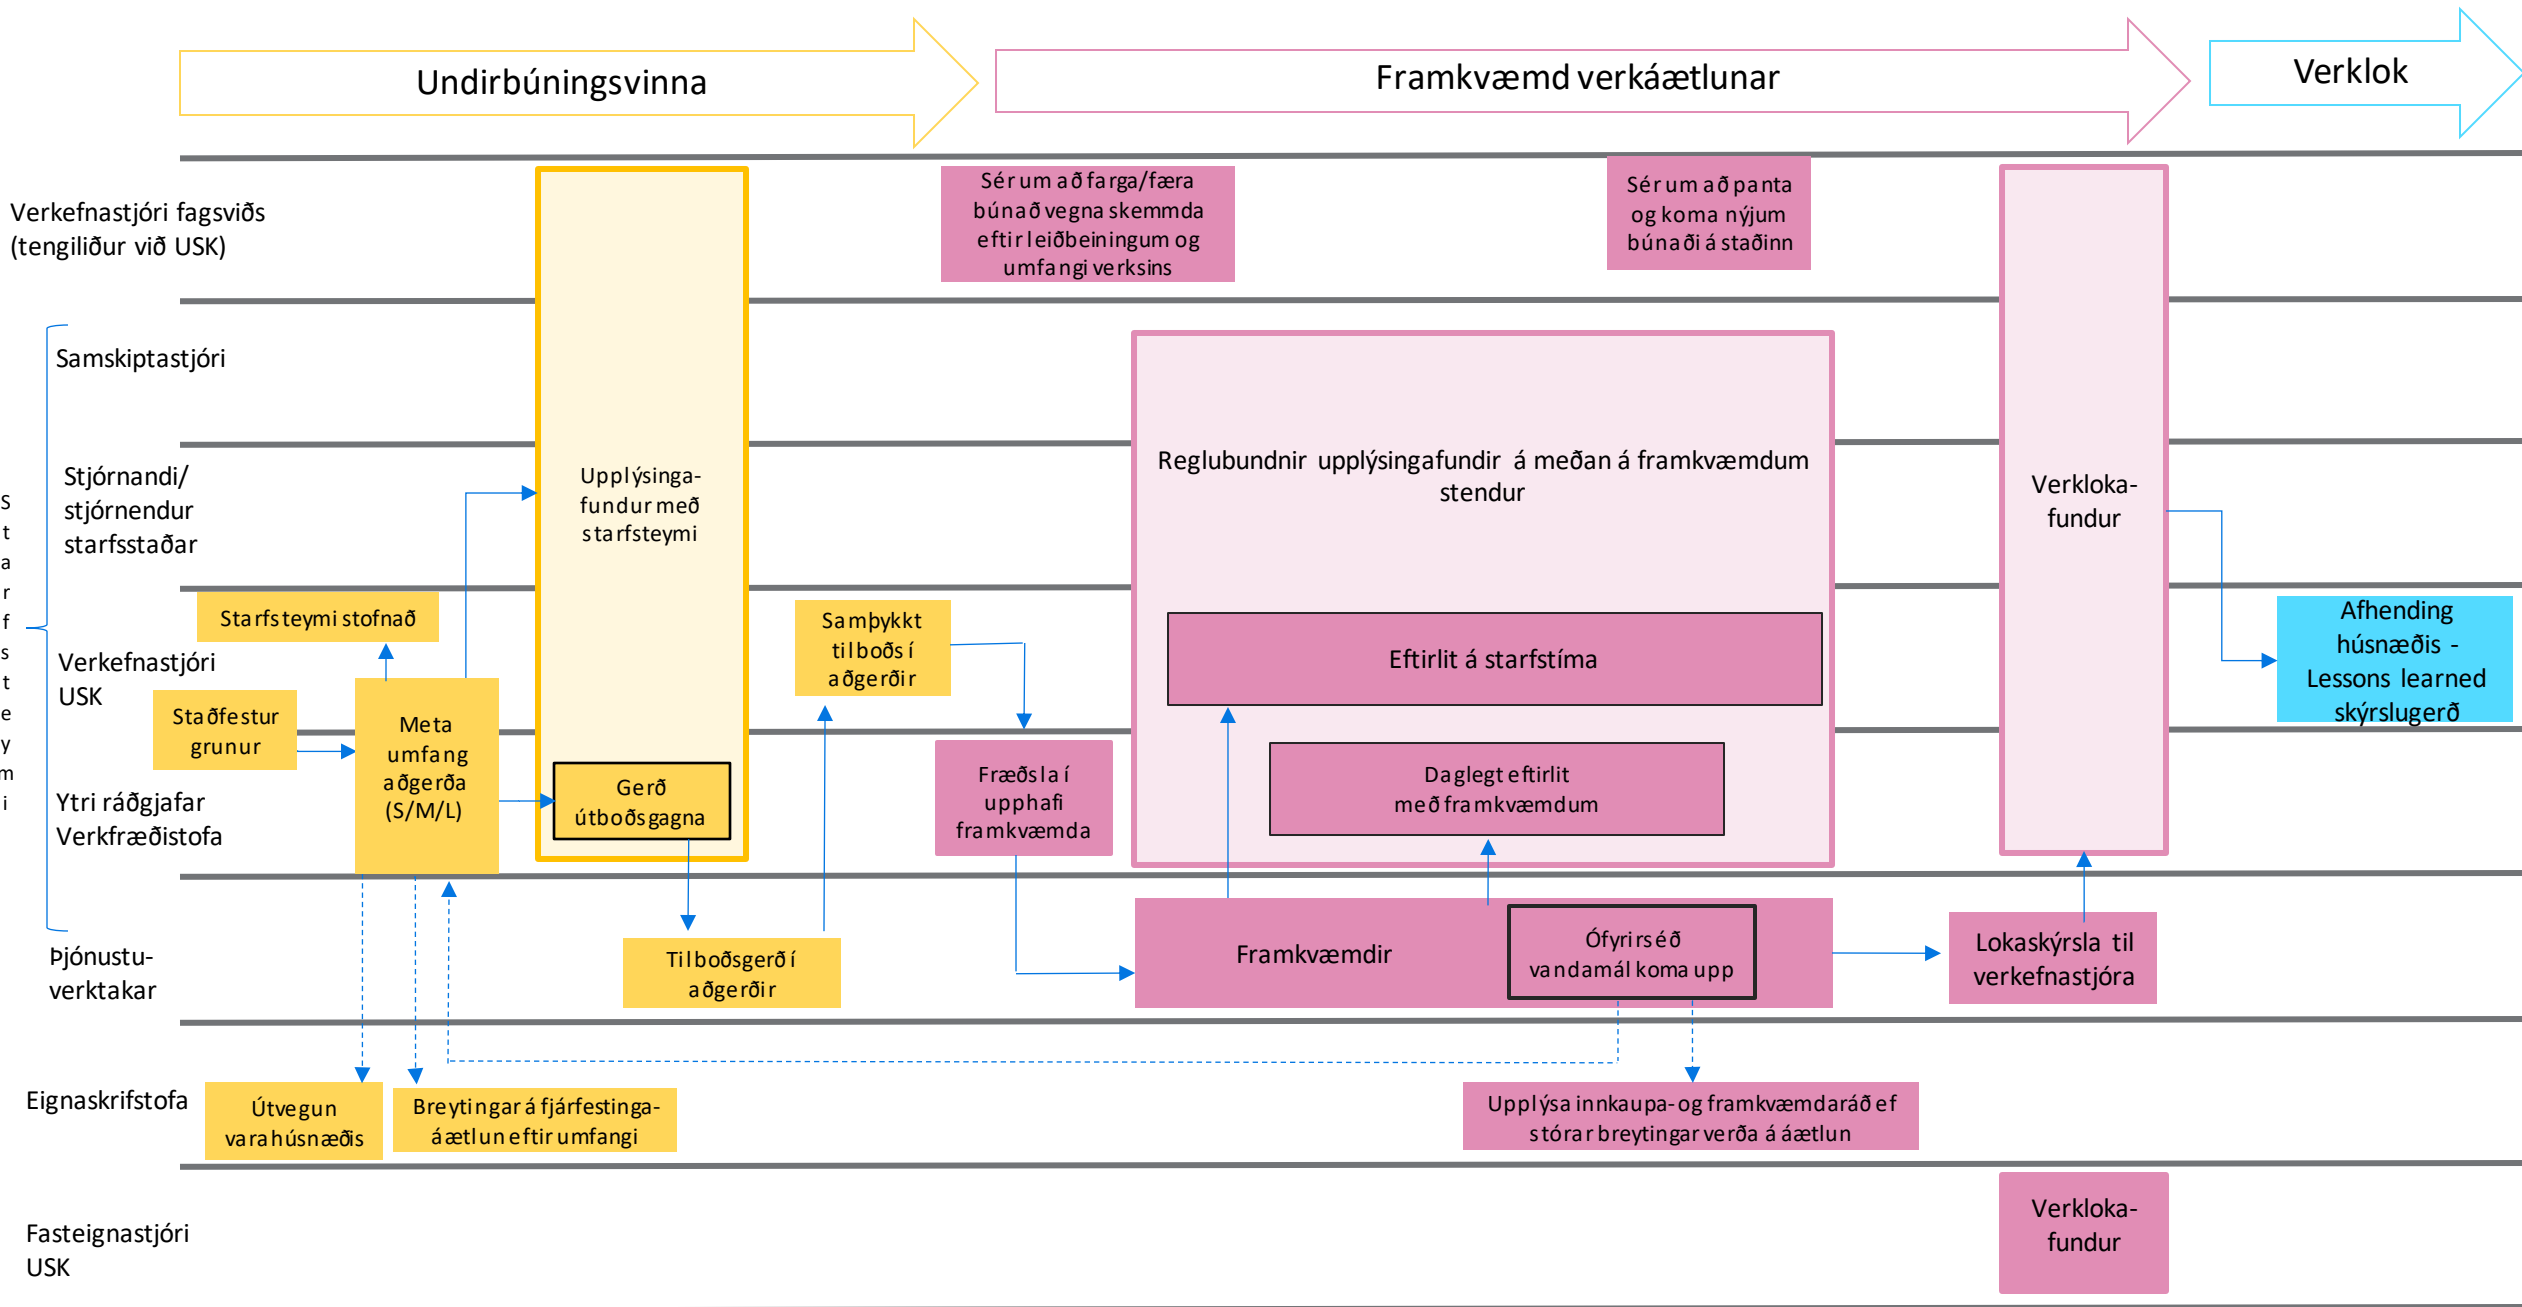 Undirbúningsvinna
Framkvæmd verkáætlunar
Verklok
Verkefnastjóri fagsviðs
(tengiliður við USK)
Sér um að farga/færa
búnað vegna skemmda
eftir leiðbeiningum og
umfangi verksins
Sér um að panta
og koma nýjum
búnaði á staðinn
Starfsteymi
Samskiptastjóri
Stjórnandi/
stjórnendur
starfsstaðar
Upplýsinga-
fundur með
starfsteymi
Reglubundnir upplýsingafundir á meðan á framkvæmdum
stendur
Verkloka-
fundur
Verkefnastjóri
USK
Starfsteymi stofnað
Staðfestur
grunur
Meta
umfang
aðgerða
(S/M/L)
Samþykkt
tilboðs í
aðgerðir
Eftirlit á starfstíma
Afhending
húsnæðis -
Lessons learned
skýrslugerð
Ytri ráðgjafar
Verkfræðistofa
Gerð
útboðsgagna
Fræðsla í
upphafi
framkvæmda
Daglegt eftirlit
með framkvæmdum
Þjónustu-
verktakar
Tilboðsgerð í
aðgerðir
Framkvæmdir
Ófyrirséð
vandamál koma upp
Lokaskýrsla til
verkefnastjóra
Eignaskrifstofa
Útvegun
varahúsnæðis
Breytingar á fjárfestinga-
áætlun eftir umfangi
Upplýsa innkaupa- og framkvæmdaráð ef
stórar breytingar verða á áætlun
Fasteignastjóri
USK
Verkloka-
fundur